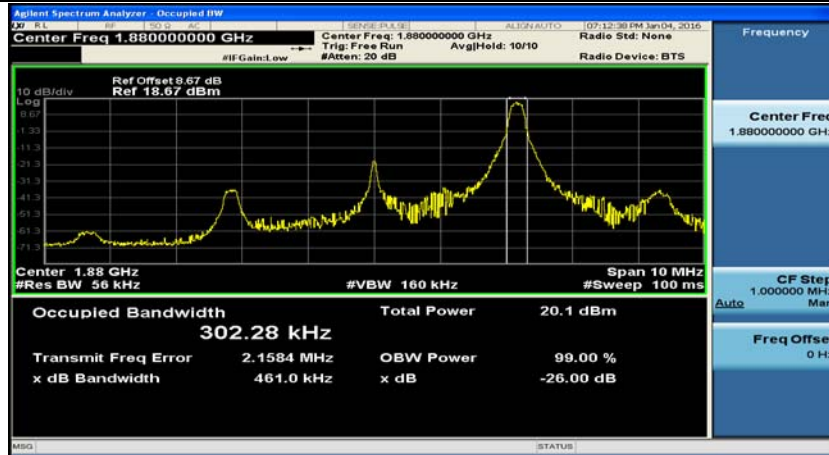 Agilent Spectrum Analyzer - Occupied BW
LXI RL RF 50 Ω AC SENSE:PULSE ALIGN AUTO 07:12:38 PM Jan 04, 2016
Center Freq 1.880000000 GHz Center Freq: 1.880000000 GHz Radio Std: None Frequency
Trig: Free Run Avg|Hold: 10/10
#IFGain:Low #Atten: 20 dB Radio Device: BTS
Ref Offset 8.67 dB
10 dB/div Ref 18.67 dBm
Log
8.67
-1.33
-11.3
-21.3
-31.3
-41.3
-51.3
-61.3
-71.3
Center Freq
1.880000000 GHz
Center 1.88 GHz Span 10 MHz
#Res BW 56 kHz #VBW 160 kHz #Sweep 100 ms
CF Step
1.000000 MHz
Auto Man
Occupied Bandwidth Total Power 20.1 dBm
302.28 kHz
Transmit Freq Error 2.1584 MHz OBW Power 99.00 %
x dB Bandwidth 461.0 kHz x dB -26.00 dB
Freq Offset
0 Hz
MSG STATUS